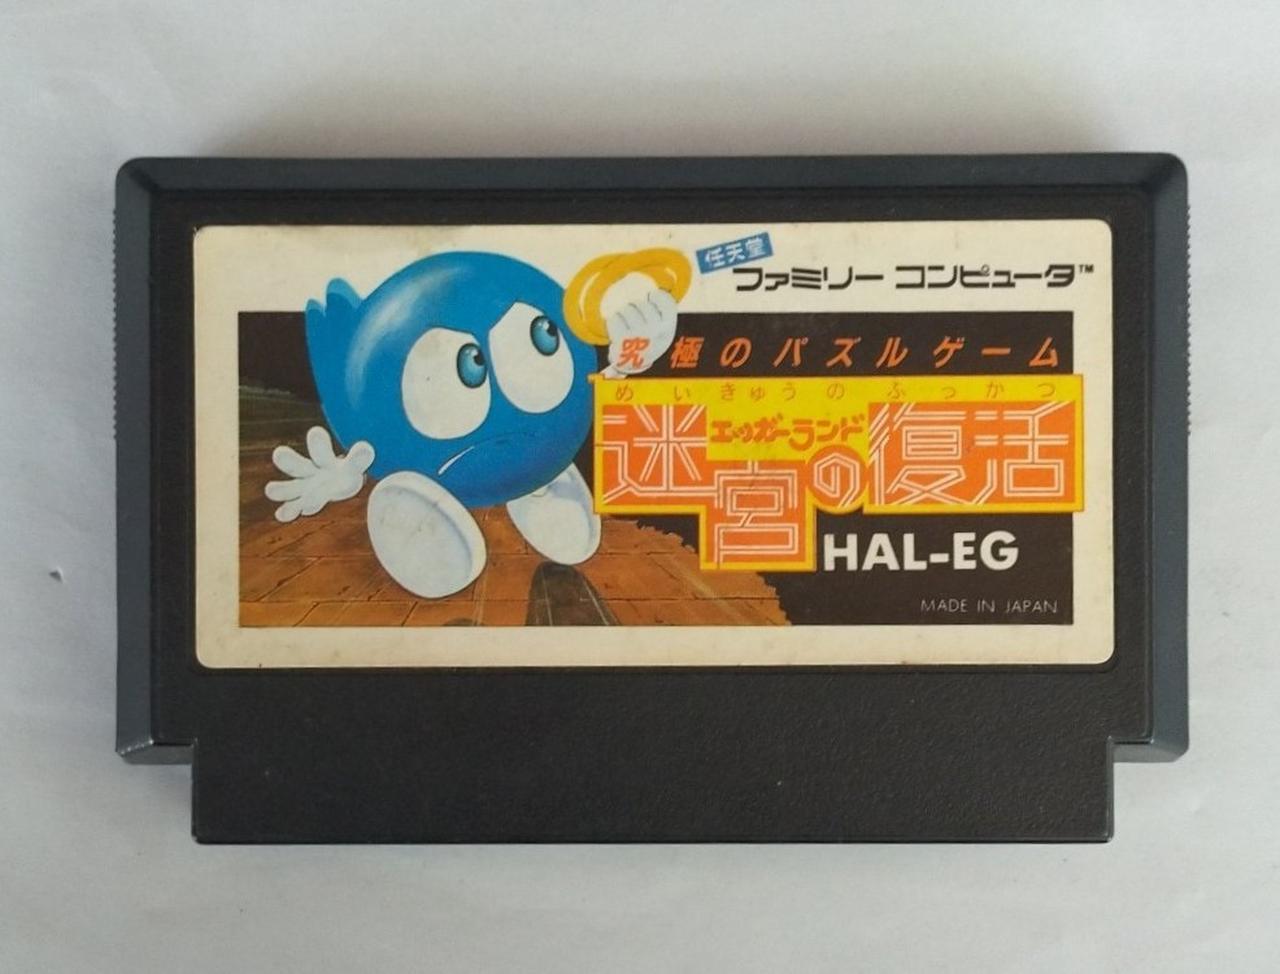 任天堂
ファミリー コンピュータ™
究極のパズルゲーム
めいきゅうのふっかつ
エッガーランド
迷宮の復活
HAL-EG
MADE IN JAPAN